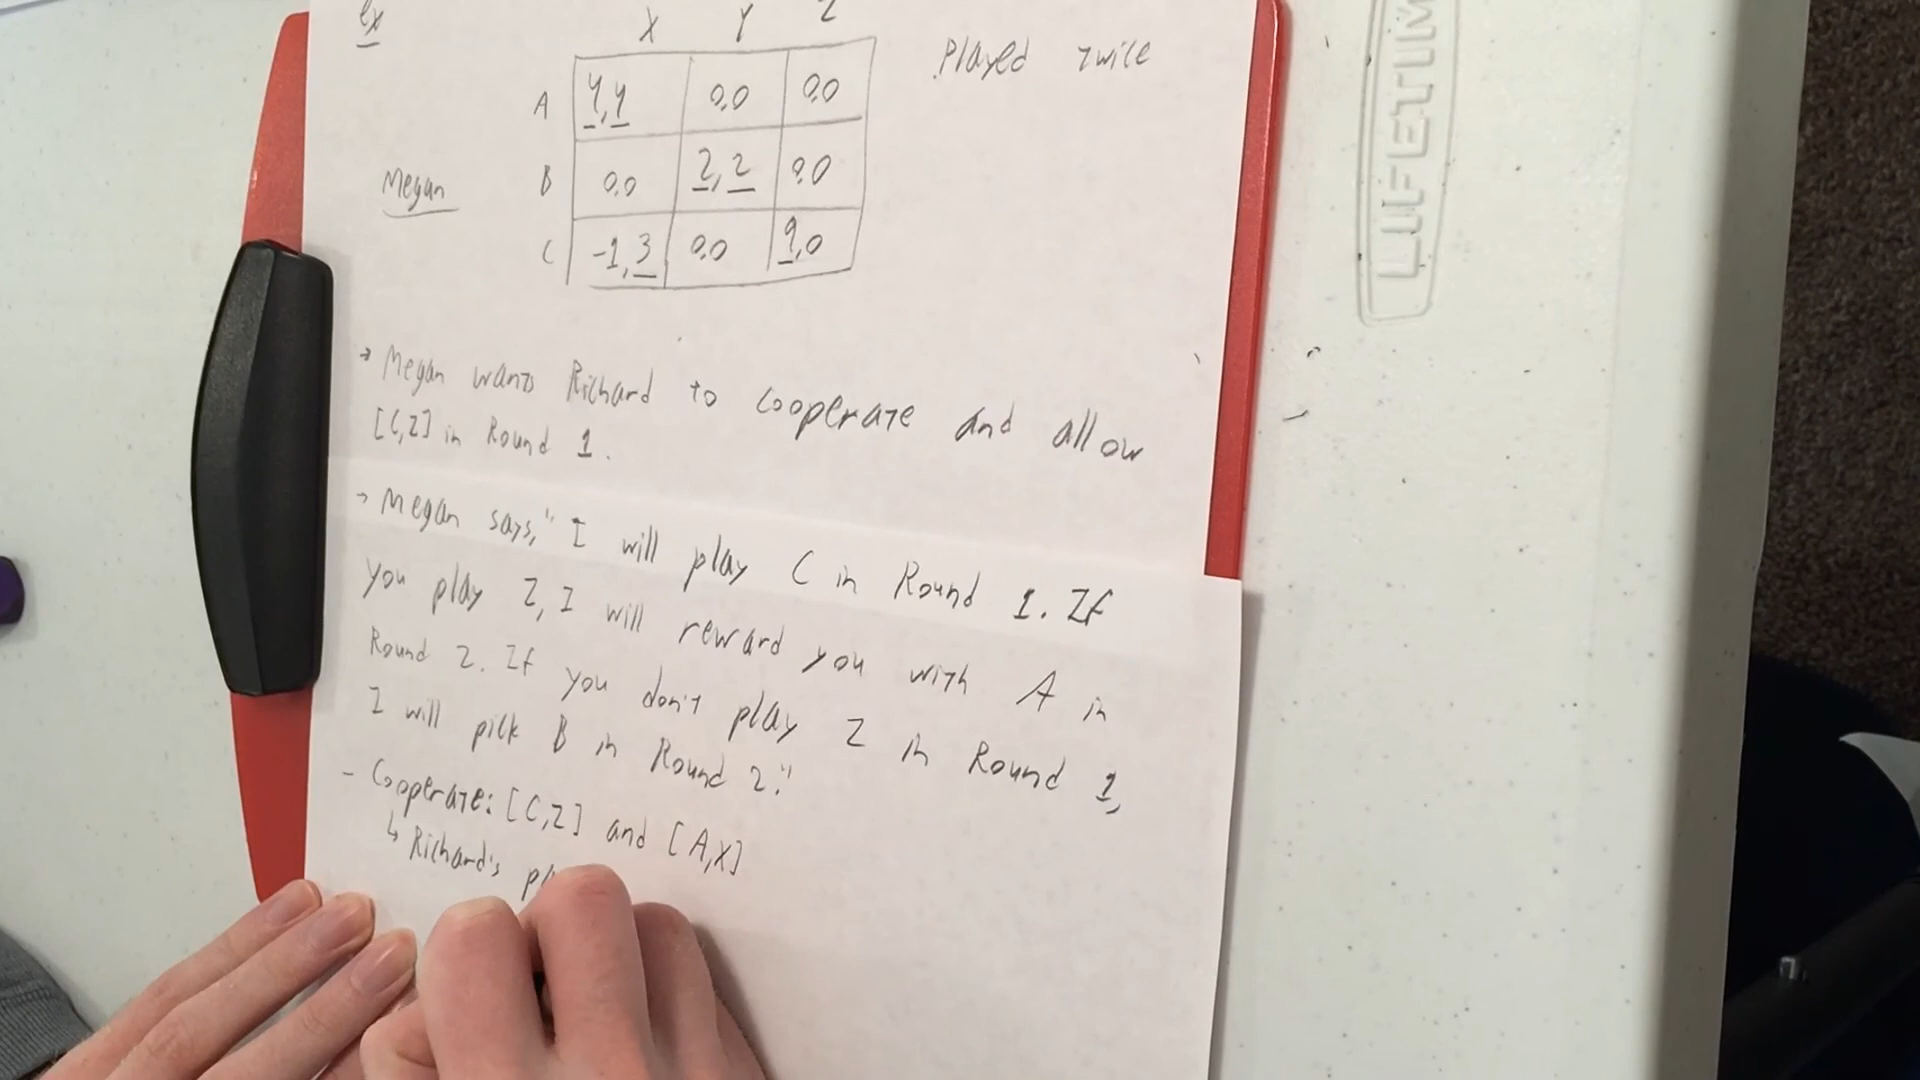 ex
X Y Z
Played twice
A 4,4 0,0 0,0
Megan B 0,0 2,2 0,0
C -1,3 0,0 9,0
→ Megan wants Richard to cooperate and allow
[C,Z] in Round 1.
→ Megan says, "I will play C in Round 1. If
you play Z, I will reward you with A in
Round 2. If you don't play Z in Round 1,
I will pick B in Round 2."
- Cooperate: [C,Z] and [A,X]
↳ Richard's
LIFETIM